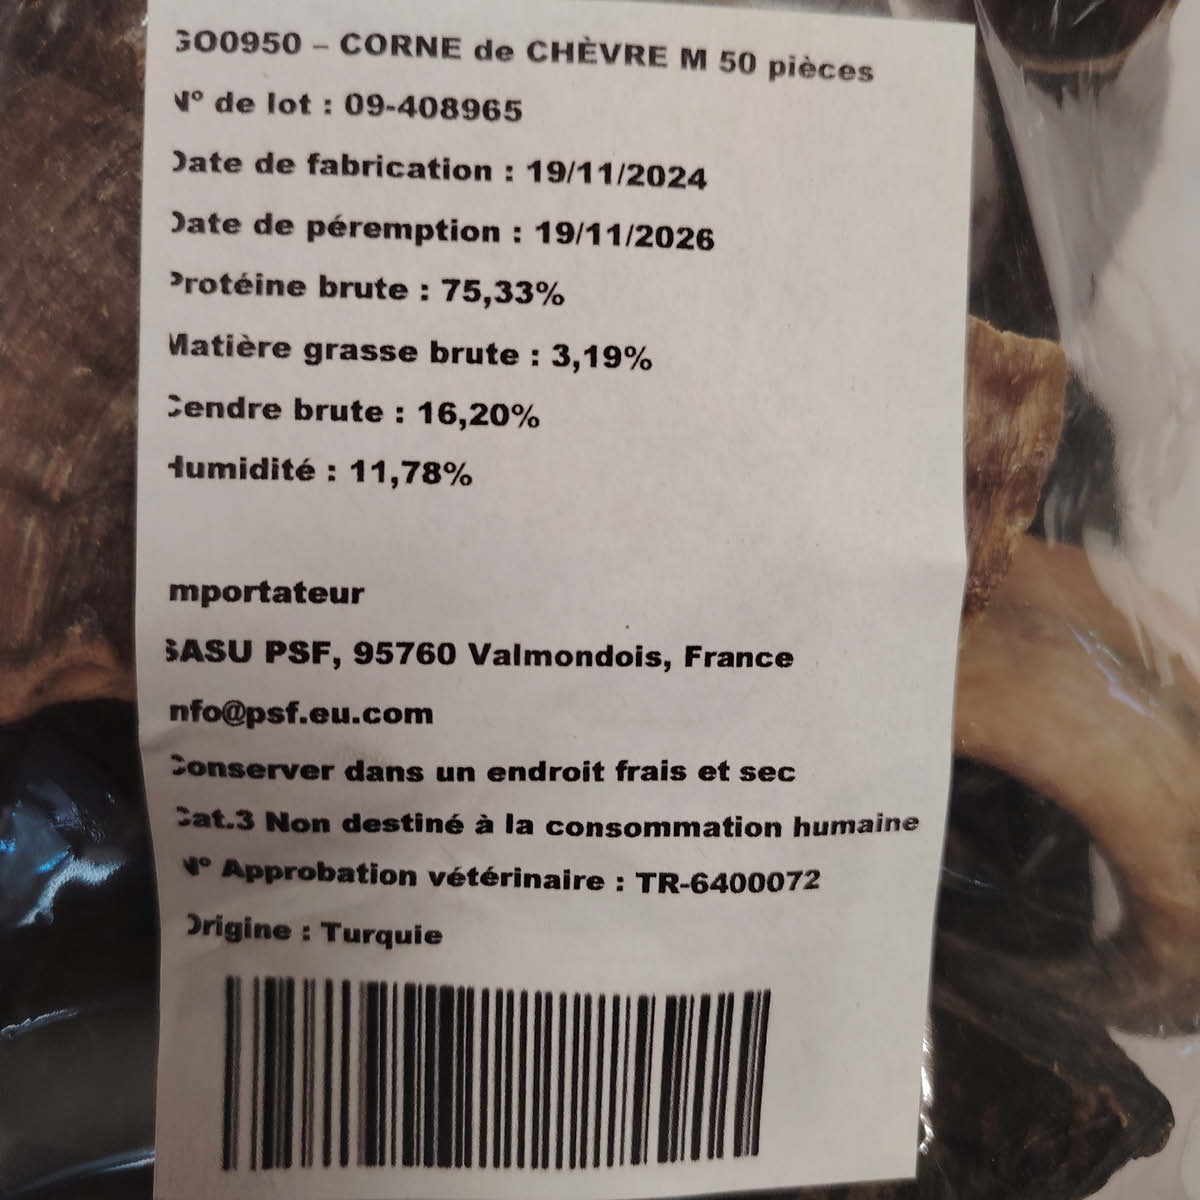 GO0950 – CORNE de CHÈVRE M 50 pièces
N° de lot : 09-408965
Date de fabrication : 19/11/2024
Date de péremption : 19/11/2026
Protéine brute : 75,33%
Matière grasse brute : 3,19%
Cendre brute : 16,20%
Humidité : 11,78%
mportateur
SASU PSF, 95760 Valmondois, France
nfo@psf.eu.com
Conserver dans un endroit frais et sec
Cat.3 Non destiné à la consommation humaine
N° Approbation vétérinaire : TR-6400072
Origine : Turquie